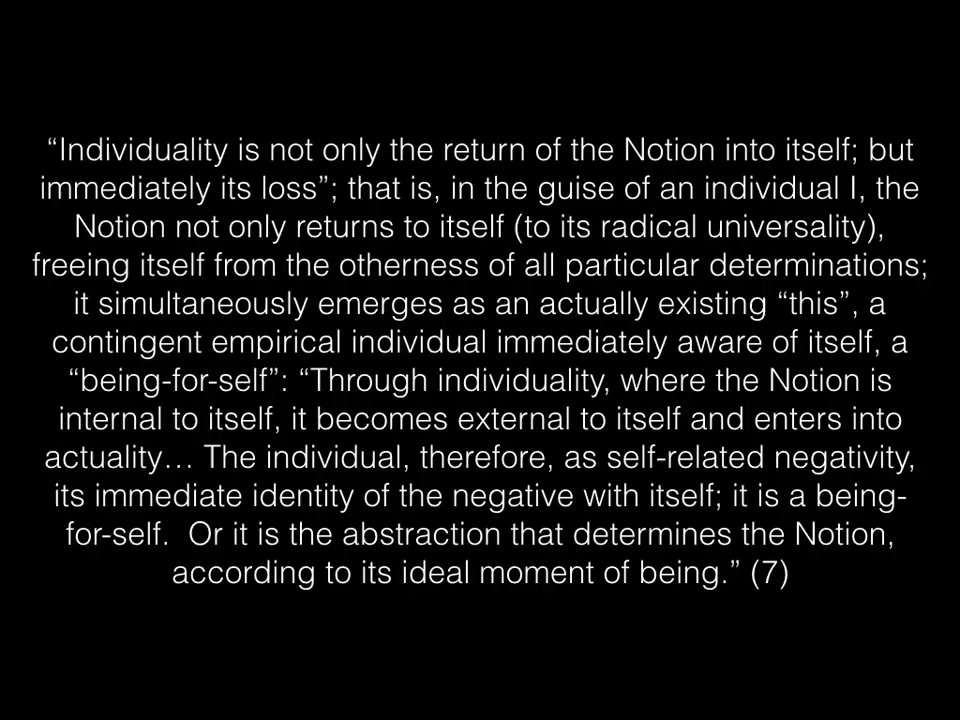 “Individuality is not only the return of the Notion into itself; but
immediately its loss”; that is, in the guise of an individual I, the
Notion not only returns to itself (to its radical universality),
freeing itself from the otherness of all particular determinations;
it simultaneously emerges as an actually existing “this”, a
contingent empirical individual immediately aware of itself, a
“being-for-self”: “Through individuality, where the Notion is
internal to itself, it becomes external to itself and enters into
actuality… The individual, therefore, as self-related negativity,
its immediate identity of the negative with itself; it is a being-
for-self.  Or it is the abstraction that determines the Notion,
according to its ideal moment of being.” (7)